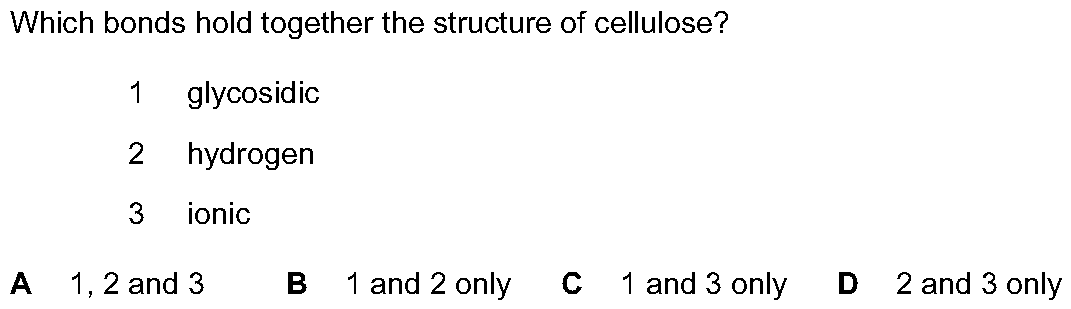 Which bonds hold together the structure of cellulose?
1 glycosidic
2 hydrogen
3 ionic
A 1, 2 and 3 B 1 and 2 only C 1 and 3 only D 2 and 3 only